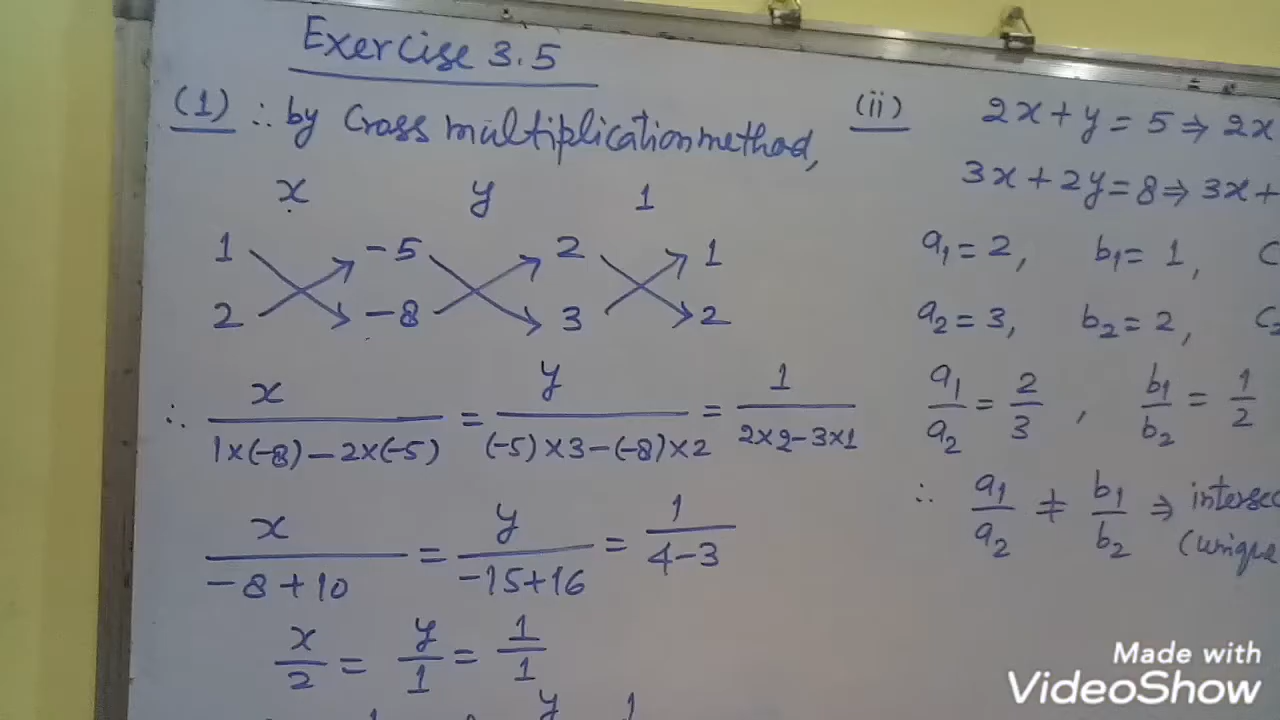 Exercise 3.5
(1) ∴ by Cross multiplication method,
x y 1
1 -5 2 1
2 -8 3 2
∴ x/(1×(-8)-2×(-5)) = y/((-5)×3-(-8)×2) = 1/(2×2-3×1)
x/(-8+10) = y/(-15+16) = 1/(4-3)
x/2 = y/1 = 1/1
y 1
(ii) 2x+y=5⇒2x
3x+2y=8⇒3x+
a₁=2, b₁=1, C
a₂=3, b₂=2, C₂
a₁/a₂ = 2/3, b₁/b₂ = 1/2
∴ a₁/a₂ ≠ b₁/b₂ ⇒ intersec
(unique
Made with
VideoShow